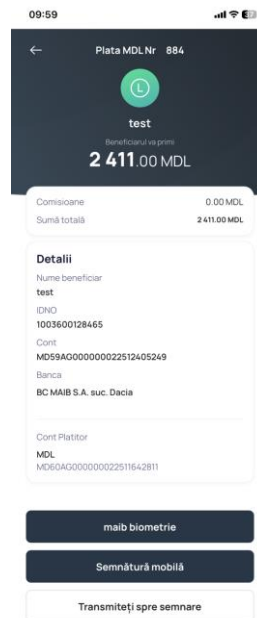 09:59
Plata MDL Nr 884
L
test
Beneficiarul va primi
2 411.00 MDL
Comisioane 0.00 MDL
Sumă totală 2 411.00 MDL
Detalii
Nume beneficiar
test
IDNO
1003600128465
Cont
MD59AG000000022512405249
Banca
BC MAIB S.A. suc. Dacia
Cont Platitor
MDL
MD60AG000000022511642811
maib biometrie
Semnătură mobilă
Transmiteți spre semnare